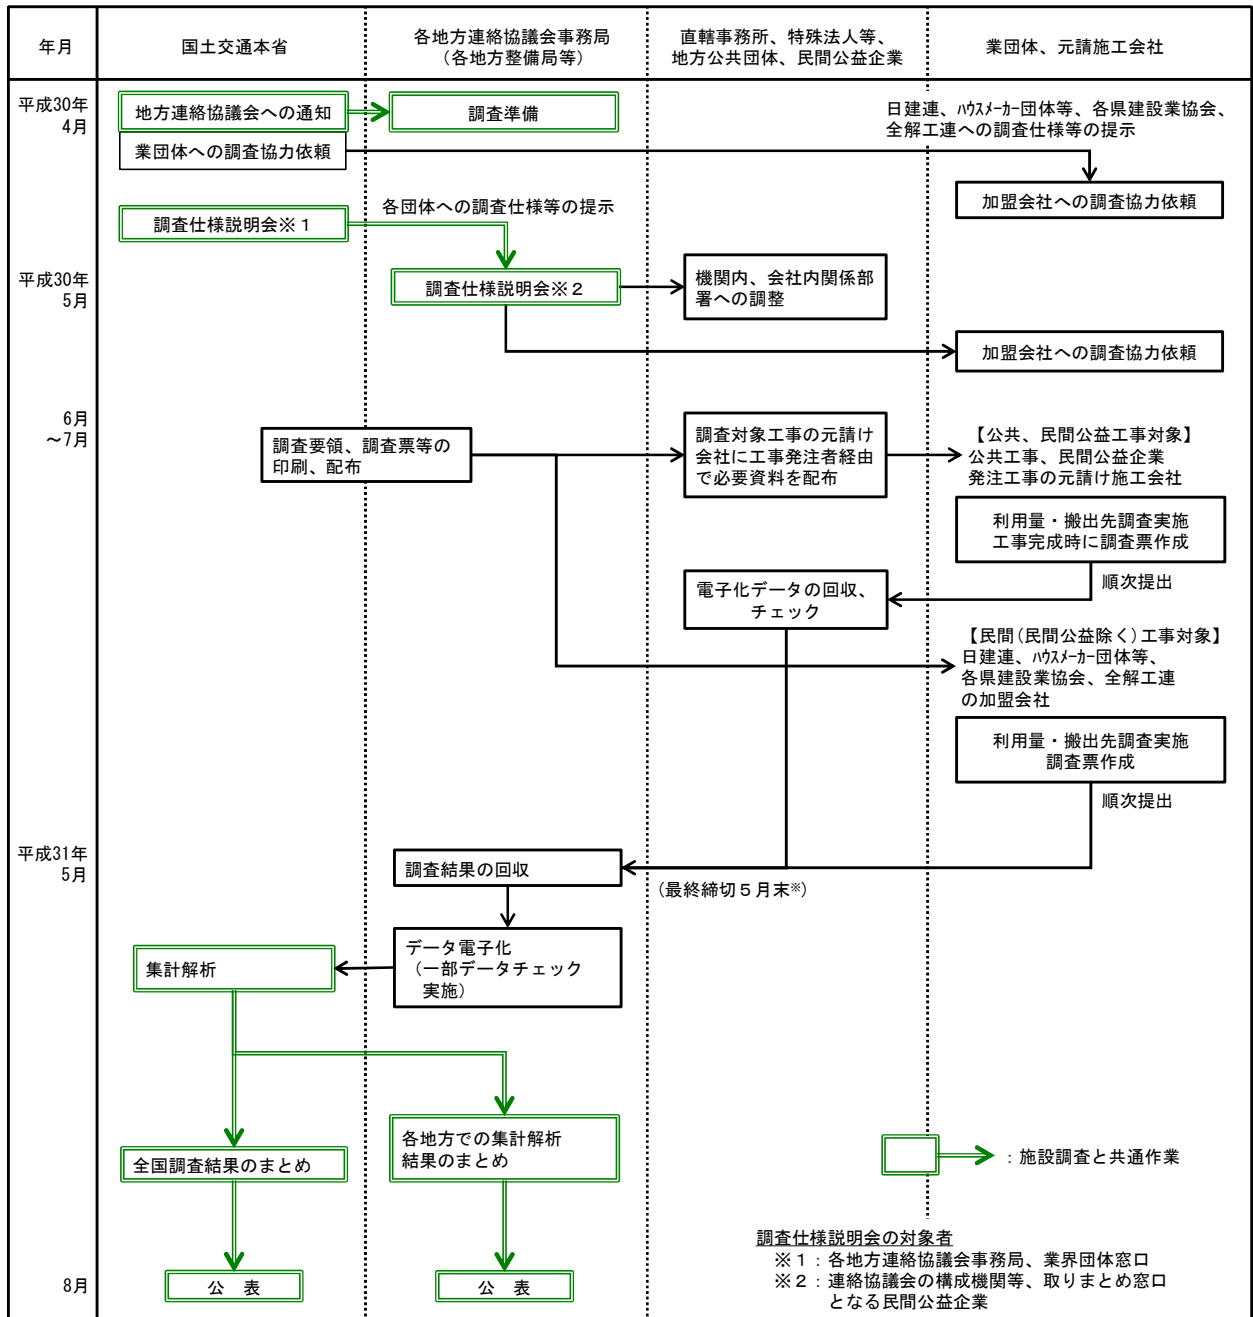 年月
国土交通本省
各地方連絡協議会事務局
（各地方整備局等）
直轄事務所、特殊法人等、
地方公共団体、民間公益企業
業団体、元請施工会社
平成30年
4月
地方連絡協議会への通知
調査準備
日建連、ﾊｳｽﾒｰｶｰ団体等、各県建設業協会、
全解工連への調査仕様等の提示
業団体への調査協力依頼
加盟会社への調査協力依頼
調査仕様説明会※１
各団体への調査仕様等の提示
平成30年
5月
調査仕様説明会※２
機関内、会社内関係部
署への調整
加盟会社への調査協力依頼
6月
～7月
調査要領、調査票等の
印刷、配布
調査対象工事の元請け
会社に工事発注者経由
で必要資料を配布
【公共、民間公益工事対象】
公共工事、民間公益企業
発注工事の元請け施工会社
利用量・搬出先調査実施
工事完成時に調査票作成
順次提出
電子化データの回収、
チェック
【民間(民間公益除く)工事対象】
日建連、ﾊｳｽﾒｰｶｰ団体等、
各県建設業協会、全解工連
の加盟会社
利用量・搬出先調査実施
調査票作成
順次提出
平成31年
5月
調査結果の回収
(最終締切５月末※)
データ電子化
（一部データチェック
実施）
集計解析
全国調査結果のまとめ
各地方での集計解析
結果のまとめ
：施設調査と共通作業
調査仕様説明会の対象者
※１：各地方連絡協議会事務局、業界団体窓口
※２：連絡協議会の構成機関等、取りまとめ窓口
となる民間公益企業
8月
公　表
公　表